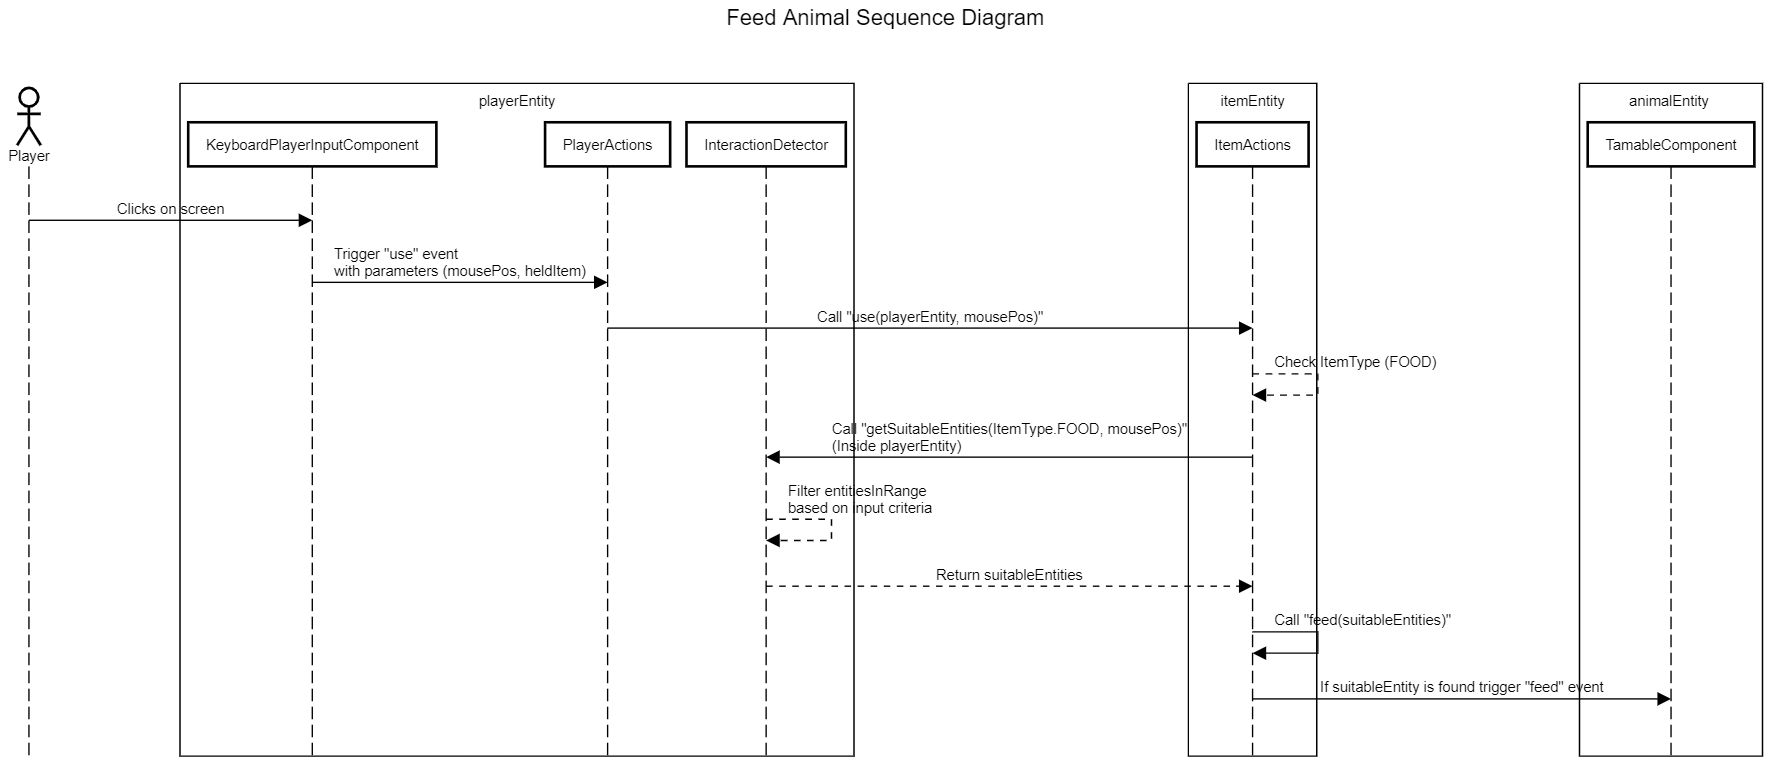 Feed Animal Sequence Diagram
playerEntity
itemEntity
animalEntity
KeyboardPlayerInputComponent
PlayerActions
InteractionDetector
ItemActions
TamableComponent
Player
Clicks on screen
Trigger "use" event
with parameters (mousePos, heldItem)
Call "use(playerEntity, mousePos)"
Check ItemType (FOOD)
Call "getSuitableEntities(ItemType.FOOD, mousePos)"
(Inside playerEntity)
Filter entitiesInRange
based on input criteria
Return suitableEntities
Call "feed(suitableEntities)"
If suitableEntity is found trigger "feed" event